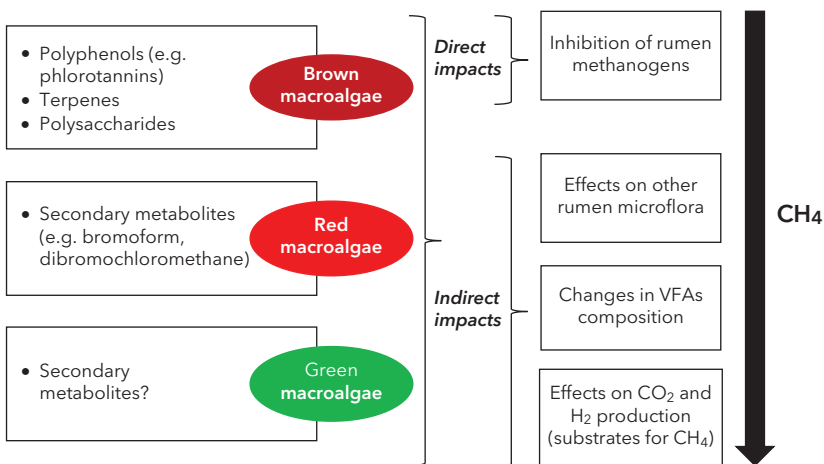 • Polyphenols (e.g.
phlorotannins)
• Terpenes
• Polysaccharides
Brown
macroalgae
• Secondary metabolites
(e.g. bromoform,
dibromochloromethane)
Red
macroalgae
• Secondary
metabolites?
Green
macroalgae
Direct
impacts
Inhibition of rumen
methanogens
Indirect
impacts
Effects on other
rumen microflora
Changes in VFAs
composition
Effects on CO₂ and
H₂ production
(substrates for CH₄)
CH₄